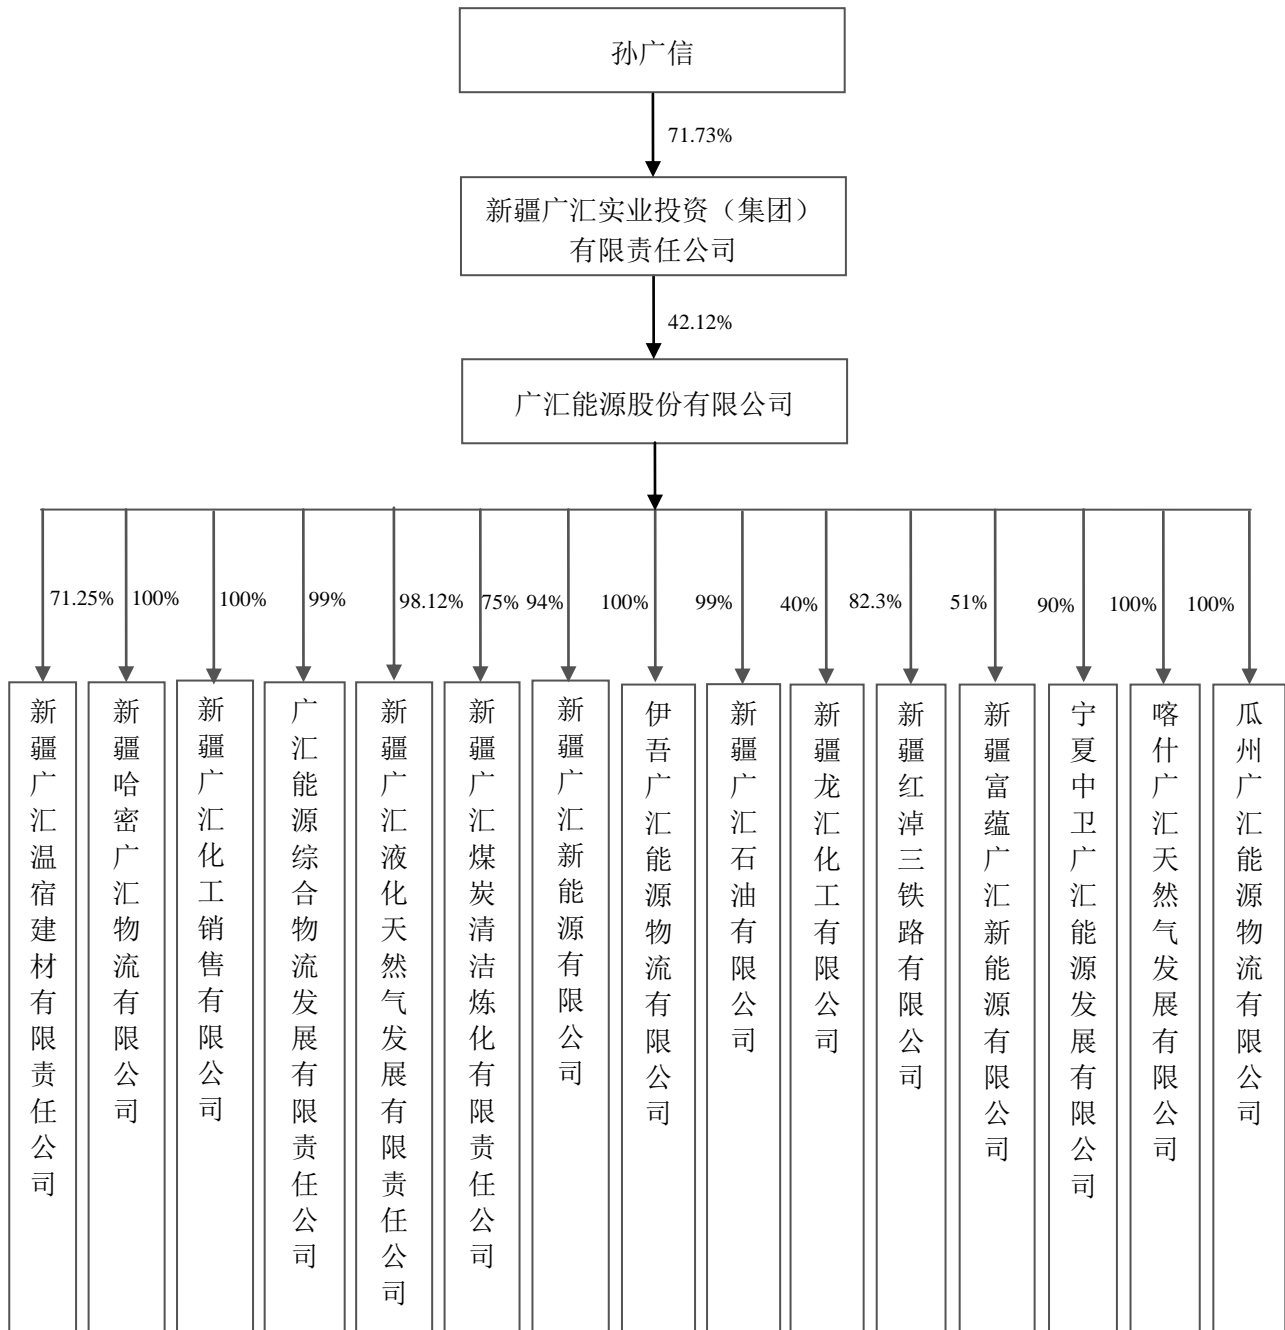 孙广信
71.73%
新疆广汇实业投资（集团）
有限责任公司
42.12%
广汇能源股份有限公司
71.25%
100%
100%
99%
98.12%
75%
94%
100%
99%
40%
82.3%
51%
90%
100%
100%
新疆广汇温宿建材有限责任公司
新疆哈密广汇物流有限公司
新疆广汇化工销售有限公司
广汇能源综合物流发展有限责任公司
新疆广汇液化天然气发展有限责任公司
新疆广汇煤炭清洁炼化有限责任公司
新疆广汇新能源有限公司
伊吾广汇能源物流有限公司
新疆广汇石油有限公司
新疆龙汇化工有限公司
新疆红淖三铁路有限公司
新疆富蕴广汇新能源有限公司
宁夏中卫广汇能源发展有限公司
喀什广汇天然气发展有限公司
瓜州广汇能源物流有限公司